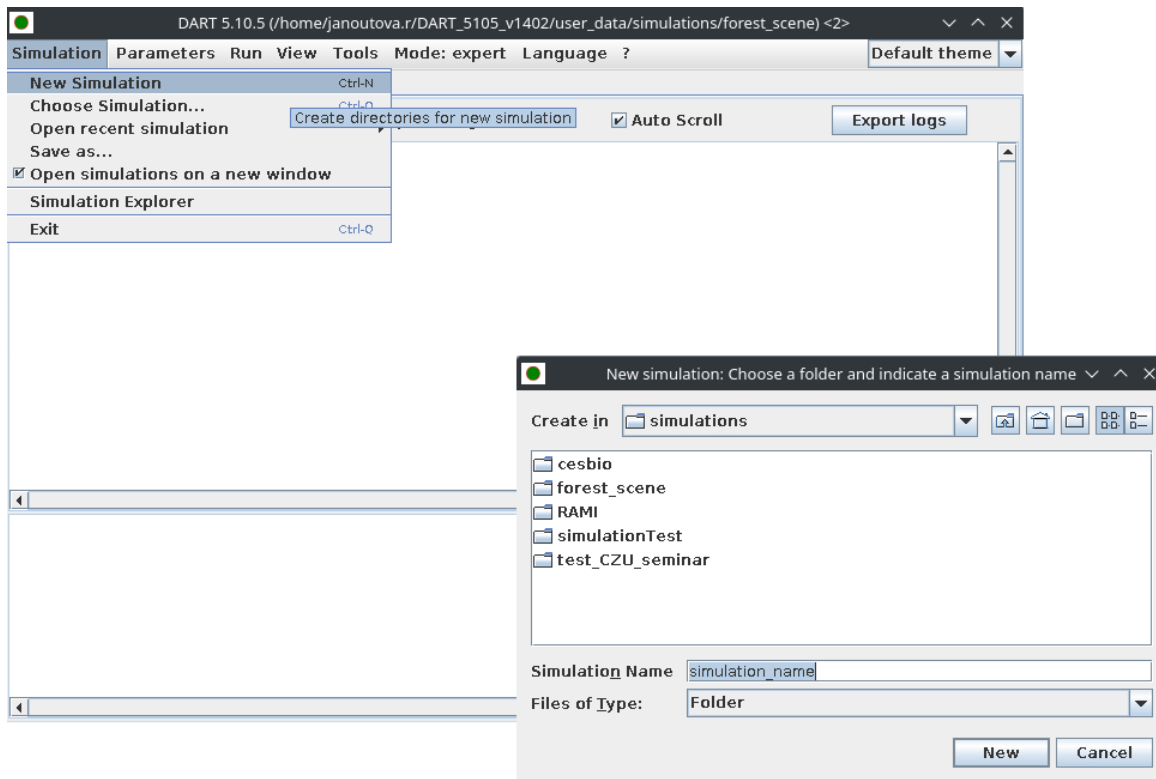 DART 5.10.5 (/home/janoutova.r/DART_5105_v1402/user_data/simulations/forest_scene) <2>
Simulation Parameters Run View Tools Mode: expert Language ? Default theme
New Simulation Ctrl-N
Choose Simulation... Ctrl-O
Create directories for new simulation
Auto Scroll Export logs
Open recent simulation
Save as...
Open simulations on a new window
Simulation Explorer
Exit Ctrl-Q
New simulation: Choose a folder and indicate a simulation name
Create in simulations
cesbio
forest_scene
RAMI
simulationTest
test_CZU_seminar
Simulation Name simulation_name
Files of Type: Folder
New Cancel